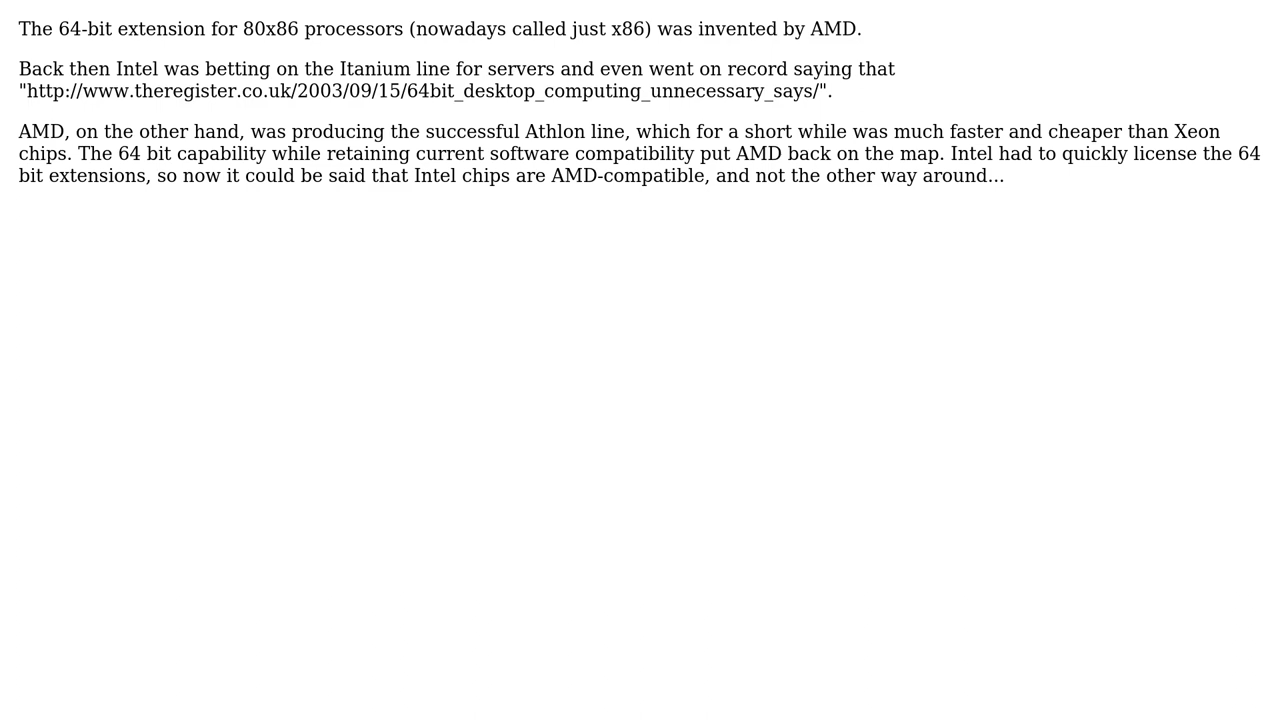 The 64-bit extension for 80x86 processors (nowadays called just x86) was invented by AMD.
Back then Intel was betting on the Itanium line for servers and even went on record saying that
"http://www.theregister.co.uk/2003/09/15/64bit_desktop_computing_unnecessary_says/".
AMD, on the other hand, was producing the successful Athlon line, which for a short while was much faster and cheaper than Xeon
chips. The 64 bit capability while retaining current software compatibility put AMD back on the map. Intel had to quickly license the 64
bit extensions, so now it could be said that Intel chips are AMD-compatible, and not the other way around...